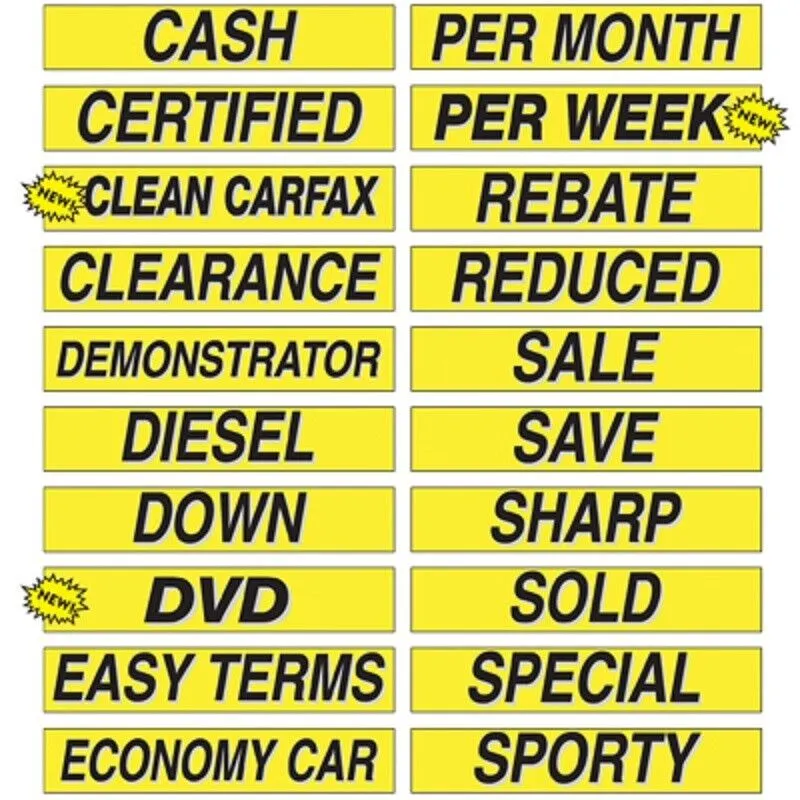 CASH
CERTIFIED
NEW! CLEAN CARFAX
CLEARANCE
DEMONSTRATOR
DIESEL
DOWN
NEW! DVD
EASY TERMS
ECONOMY CAR
PER MONTH
PER WEEK NEW!
REBATE
REDUCED
SALE
SAVE
SHARP
SOLD
SPECIAL
SPORTY